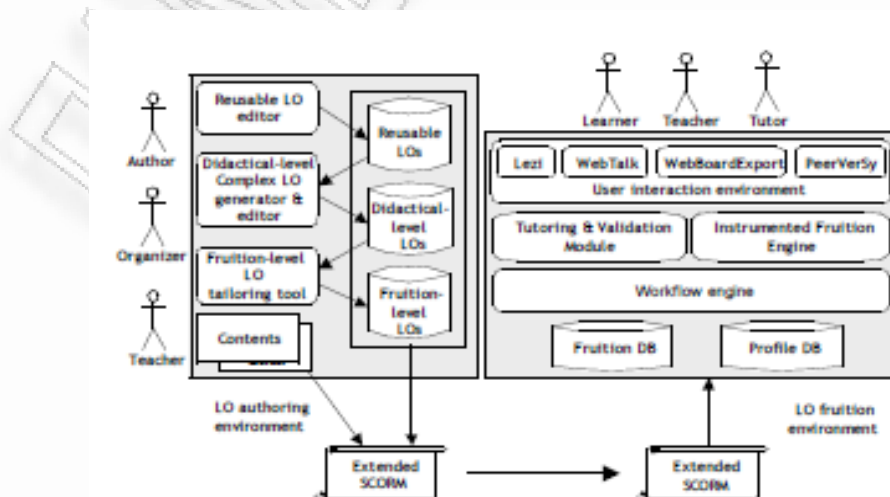 Author
Organizer
Teacher
Reusable LO
editor
Didactical-level
Complex LO
generator &
editor
Fruition-level
LO
tailoring tool
Contents
Reusable
LOs
Didactical-
level
LOs
Fruition-
level
LOs
LO authoring
environment
Extended
SCORM
Learner
Teacher
Tutor
Lezi
WebTalk
WebBoardExport
PeerVerSy
User interaction environment
Tutoring & Validation
Module
Instrumented Fruition
Engine
Workflow engine
Fruition DB
Profile DB
LO fruition
environment
Extended
SCORM